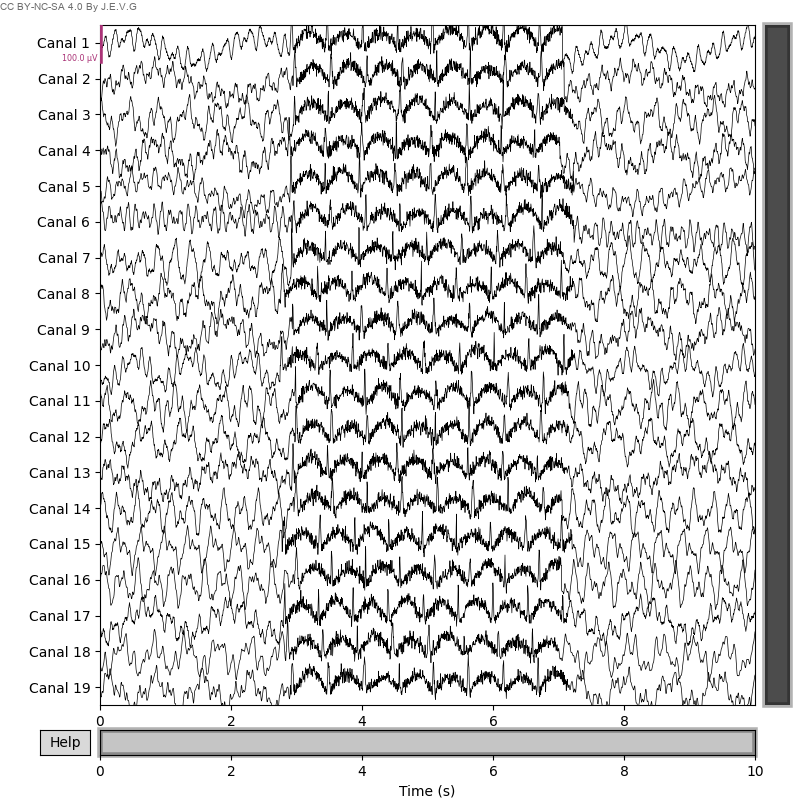 CC BY-NC-SA 4.0 By J.E.V.G
Canal 1
100.0 µV
Canal 2
Canal 3
Canal 4
Canal 5
Canal 6
Canal 7
Canal 8
Canal 9
Canal 10
Canal 11
Canal 12
Canal 13
Canal 14
Canal 15
Canal 16
Canal 17
Canal 18
Canal 19
0 2 4 6 8
Help
0 2 4 6 8 10
Time (s)